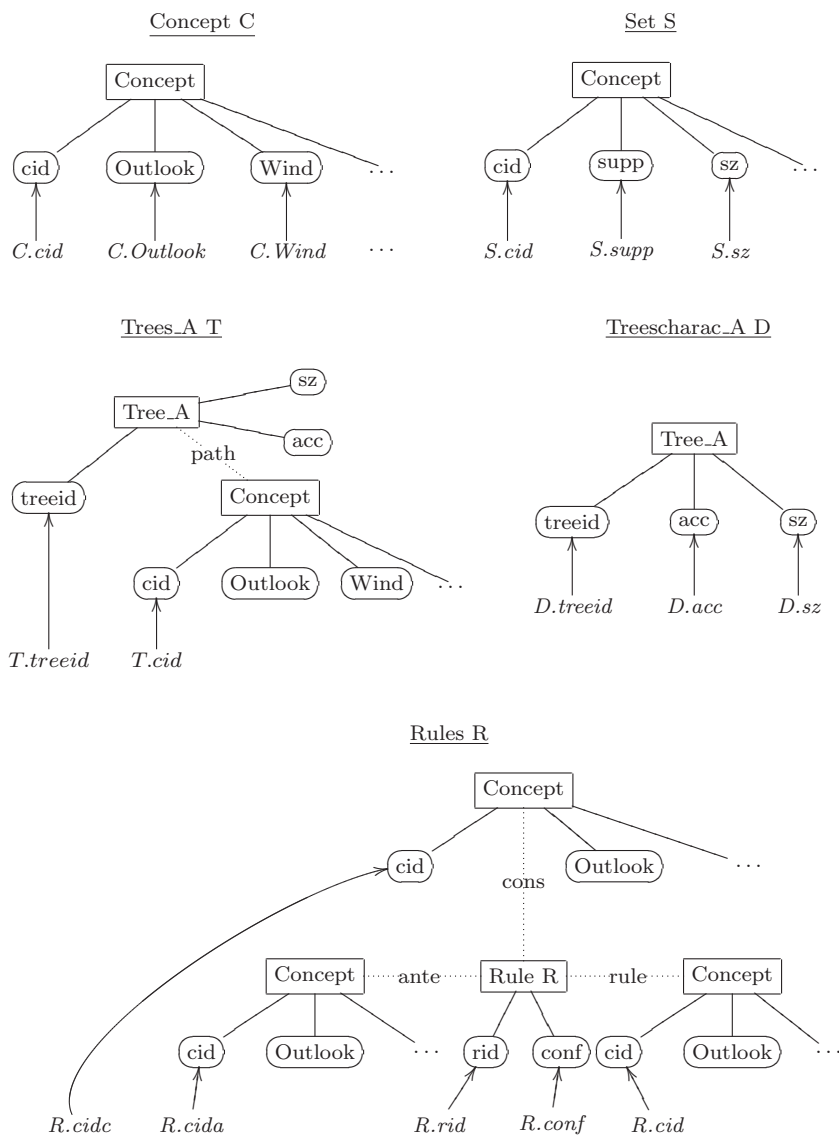 Concept C
Set S
Concept
Concept
cid Outlook Wind ...
cid supp sz ...
C.cid C.Outlook C.Wind ...
S.cid S.supp S.sz
Trees_A T
Treescharac_A D
sz
Tree_A
acc
path
treeid
Concept
cid Outlook Wind ...
T.treeid T.cid
Tree_A
treeid acc sz
D.treeid D.acc D.sz
Rules R
Concept
cid Outlook ...
cons
Concept ante Rule R rule Concept
cid Outlook ... rid conf cid Outlook ...
R.cidc R.cida R.rid R.conf R.cid